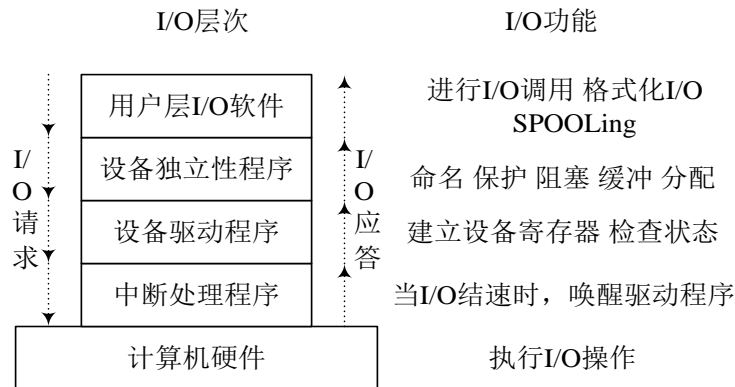 I/O层次 I/O功能
用户层I/O软件 进行I/O调用 格式化I/O
SPOOLing
设备独立性程序 命名 保护 阻塞 缓冲 分配
设备驱动程序 建立设备寄存器 检查状态
中断处理程序 当I/O结速时，唤醒驱动程序
计算机硬件 执行I/O操作
I/
O
请
求
I/
O
应
答